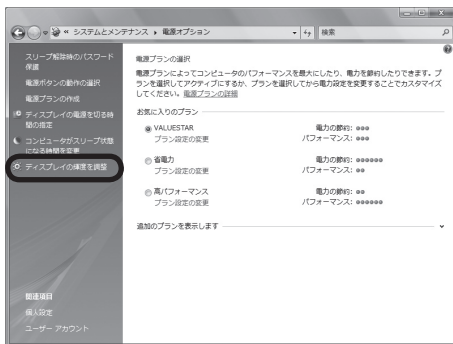 « システムとメンテナンス ▸ 電源オプション
検索
スリープ解除時のパスワード
保護
電源ボタンの動作の選択
電源プランの作成
ディスプレイの電源を切る時
間の指定
コンピュータがスリープ状態
になる時間を変更
ディスプレイの輝度を調整
関連項目
個人設定
ユーザー アカウント
電源プランの選択
電源プランによってコンピュータのパフォーマンスを最大にしたり、電力を節約したりできます。プ
ランを選択してアクティブにするか、プランを選択してから電力設定を変更することでカスタマイズ
してください。電源プランの詳細
お気に入りのプラン
VALUESTAR 電力の節約:
プラン設定の変更 パフォーマンス:
省電力 電力の節約:
プラン設定の変更 パフォーマンス:
高パフォーマンス 電力の節約:
プラン設定の変更 パフォーマンス:
追加のプランを表示します